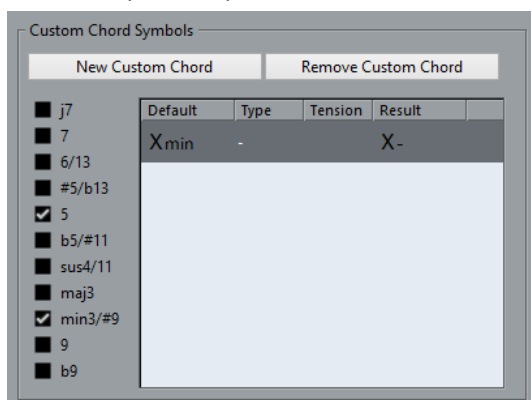 Custom Chord Symbols
New Custom Chord Remove Custom Chord
j7
7
6/13
#5/b13
5
b5/#11
sus4/11
maj3
min3/#9
9
b9
Default Type Tension Result
Xmin - X-